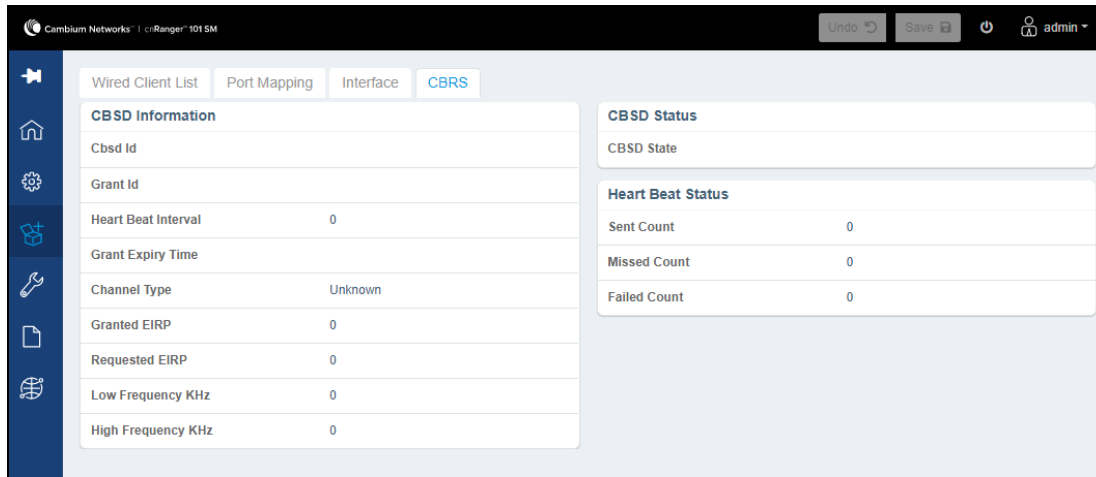 Cambium Networks™ | cnRanger™ 101 SM
Undo Save admin
Wired Client List Port Mapping Interface CBRS
CBSD Information
Cbsd Id
Grant Id
Heart Beat Interval 0
Grant Expiry Time
Channel Type Unknown
Granted EIRP 0
Requested EIRP 0
Low Frequency KHz 0
High Frequency KHz 0
CBSD Status
CBSD State
Heart Beat Status
Sent Count 0
Missed Count 0
Failed Count 0